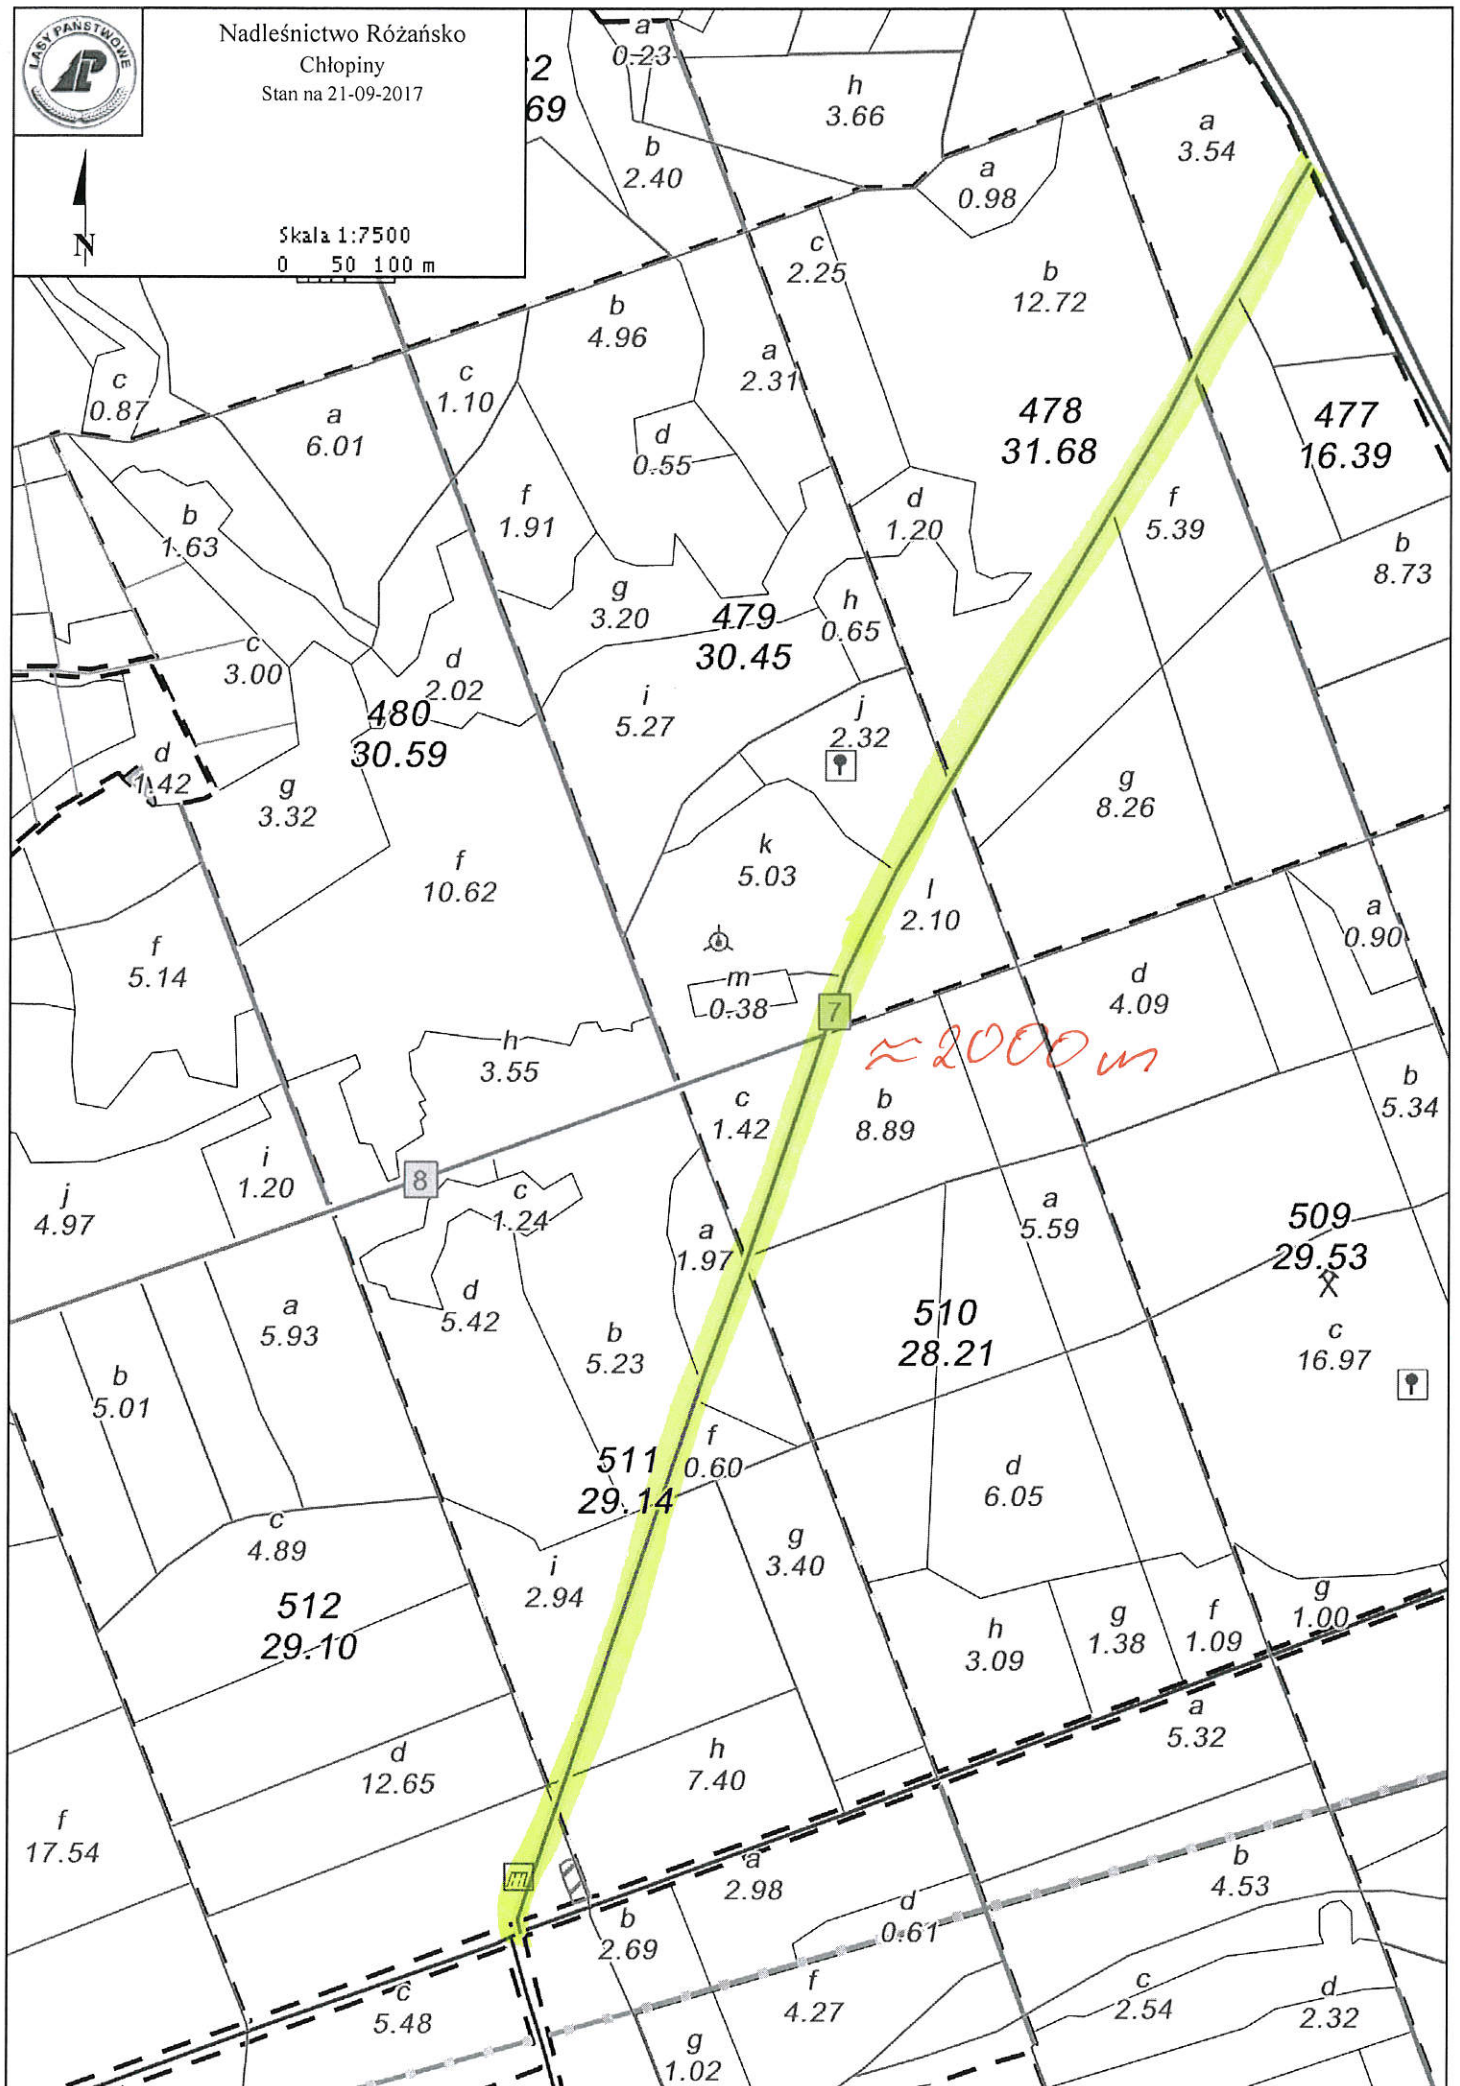 LASY PAŃSTWOWE
LP
Nadleśnictwo Różańsko
Chłopiny
Stan na 21-09-2017
N
Skala 1:7500
0 50 100 m
2
69
a
0.23
h
3.66
b
2.40
a
0.98
a
3.54
c
2.25
b
12.72
b
4.96
a
2.31
c
0.87
c
1.10
a
6.01
d
0.55
478
31.68
477
16.39
b
1.63
f
1.91
d
1.20
f
5.39
b
8.73
g
3.20
479
30.45
h
0.65
c
3.00
d
2.02
480
30.59
i
5.27
j
2.32
d
1.42
g
3.32
g
8.26
f
10.62
k
5.03
l
2.10
a
0.90
f
5.14
m
0.38
7
d
4.09
≈2000 m
h
3.55
c
1.42
b
8.89
b
5.34
i
1.20
8
j
4.97
c
1.24
a
1.97
a
5.59
509
29.53
a
5.93
d
5.42
b
5.23
510
28.21
c
16.97
b
5.01
511
29.14
f
0.60
d
6.05
c
4.89
i
2.94
g
3.40
512
29.10
h
3.09
g
1.38
f
1.09
g
1.00
d
12.65
h
7.40
a
5.32
f
17.54
a
2.98
b
4.53
b
2.69
d
0.61
c
5.48
f
4.27
c
2.54
d
2.32
g
1.02